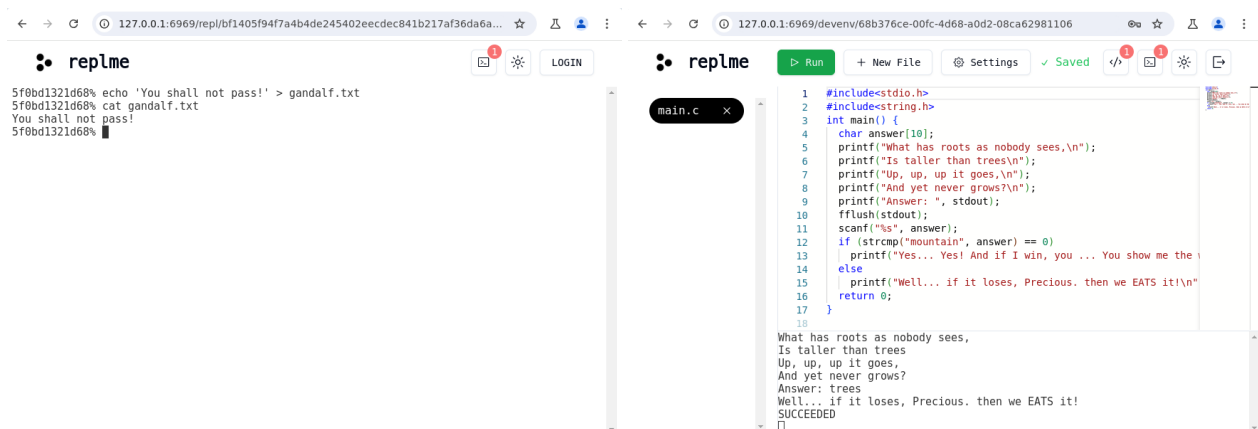 127.0.0.1:6969/repl/bf1405f94f7a4b4de245402eecdec841b217af36da6a...
replme
1
LOGIN
5f0bd1321d68% echo 'You shall not pass!' > gandalf.txt
5f0bd1321d68% cat gandalf.txt
You shall not pass!
5f0bd1321d68%
127.0.0.1:6969/devenv/68b376ce-00fc-4d68-a0d2-08ca62981106
replme
Run
+ New File
Settings
✓ Saved
</>
1
1
main.c ×
1 #include<stdio.h>
2 #include<string.h>
3 int main() {
4 char answer[10];
5 printf("What has roots as nobody sees,\n");
6 printf("Is taller than trees\n");
7 printf("Up, up, up it goes,\n");
8 printf("And yet never grows?\n");
9 printf("Answer: ", stdout);
10 fflush(stdout);
11 scanf("%s", answer);
12 if (strcmp("mountain", answer) == 0)
13 printf("Yes... Yes! And if I win, you ... You show me the
14 else
15 printf("Well... if it loses, Precious. then we EATS it!\n"
16 return 0;
17 }
18
What has roots as nobody sees,
Is taller than trees
Up, up, up it goes,
And yet never grows?
Answer: trees
Well... if it loses, Precious. then we EATS it!
SUCCEEDED